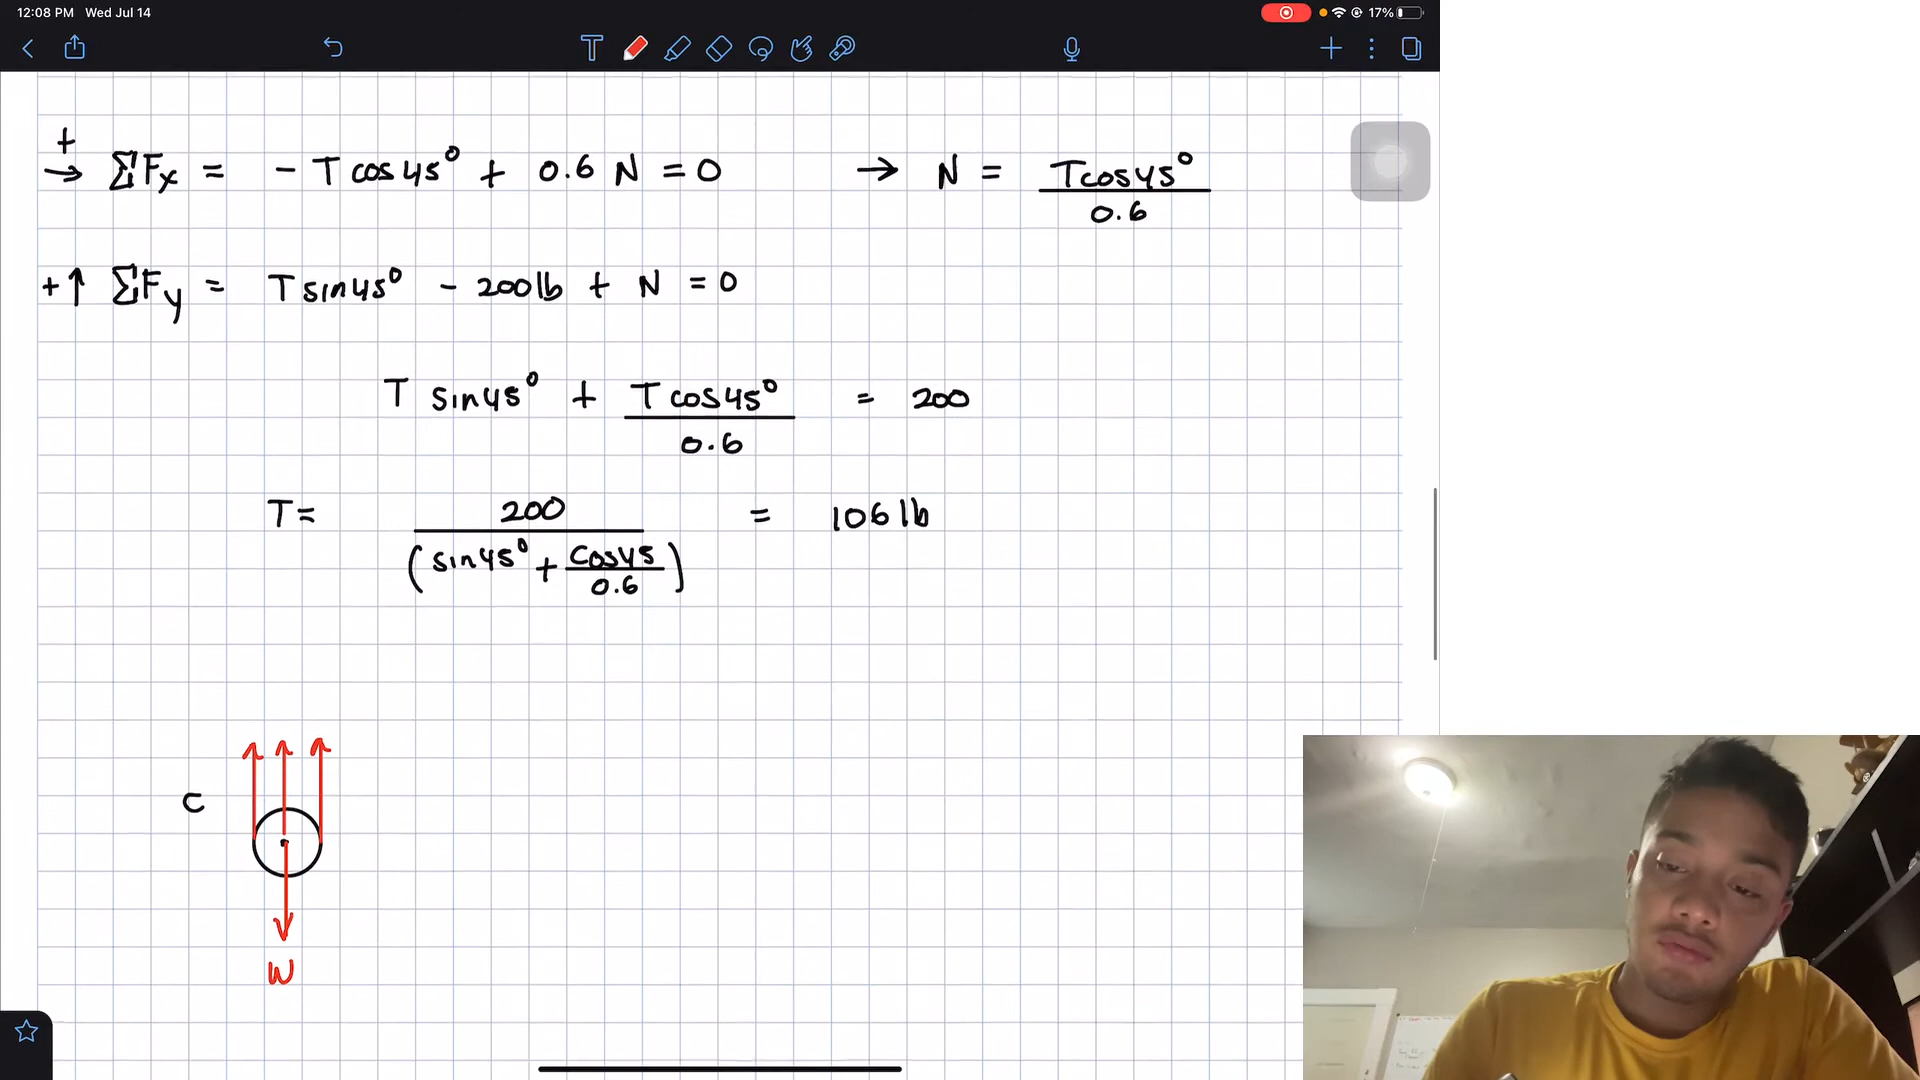 12:08 PM Wed Jul 14 17%
+
→ ΣFx = - T cos 45° + 0.6 N = 0 → N = Tcos45° / 0.6
+↑ ΣFy = T sin45° - 200lb + N = 0
T sin45° + T cos45° / 0.6 = 200
T = 200 / (sin45° + cos45 / 0.6) = 106 lb
C
W